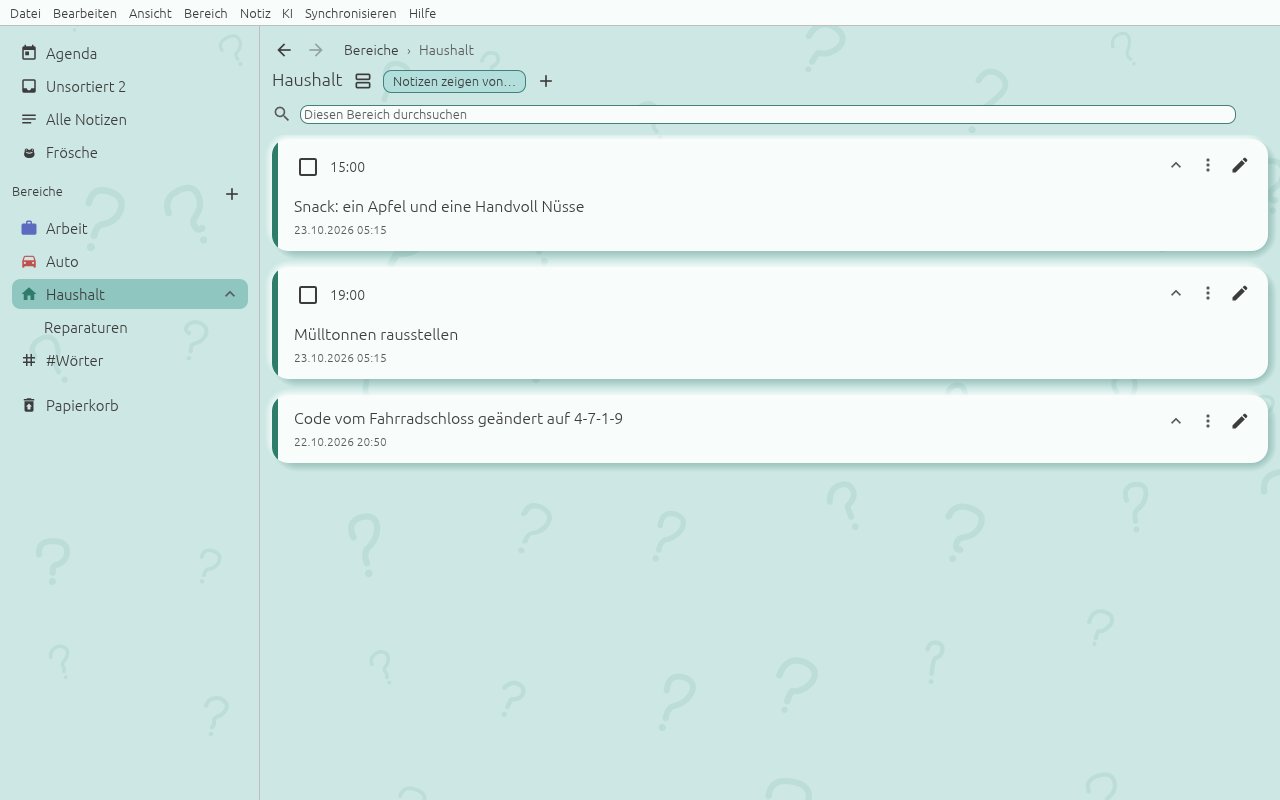 Datei Bearbeiten Ansicht Bereich Notiz KI Synchronisieren Hilfe
Agenda
Unsortiert 2
Alle Notizen
Frösche
Bereiche
Arbeit
Auto
Haushalt
Reparaturen
#Wörter
Papierkorb
Bereiche › Haushalt
Haushalt Notizen zeigen von…
Diesen Bereich durchsuchen
15:00
Snack: ein Apfel und eine Handvoll Nüsse
23.10.2026 05:15
19:00
Mülltonnen rausstellen
23.10.2026 05:15
Code vom Fahrradschloss geändert auf 4-7-1-9
22.10.2026 20:50